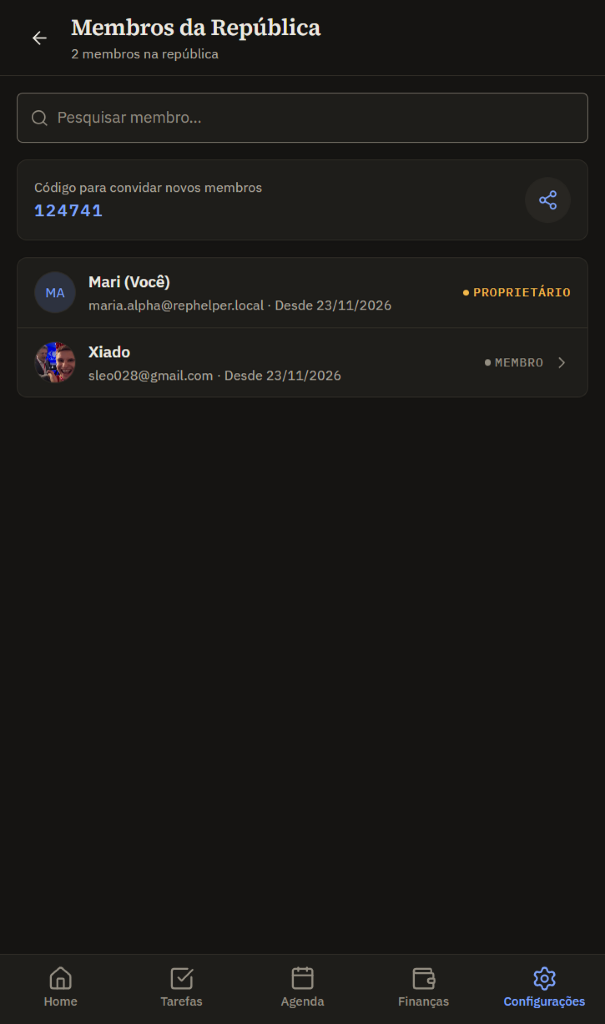 Membros da República
2 membros na república
Pesquisar membro...
Código para convidar novos membros
124741
MA
Mari (Você)
maria.alpha@rephelper.local · Desde 23/11/2026
PROPRIETÁRIO
Xiado
sleo028@gmail.com · Desde 23/11/2026
MEMBRO
Home
Tarefas
Agenda
Finanças
Configurações